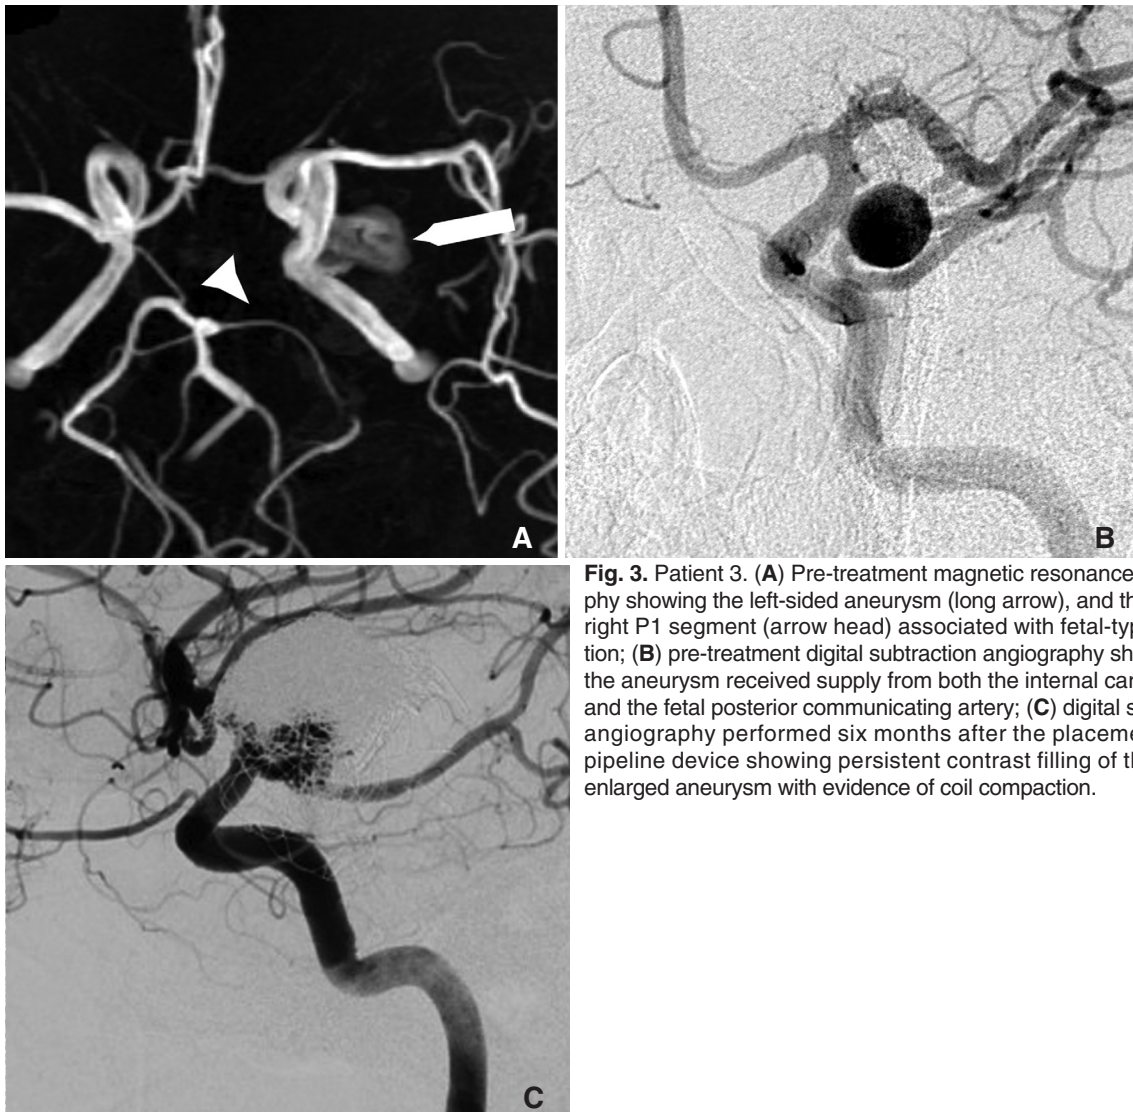 A
B
C
Fig. 3. Patient 3. (A) Pre-treatment magnetic resonance
phy showing the left-sided aneurysm (long arrow), and th
right P1 segment (arrow head) associated with fetal-typ
tion; (B) pre-treatment digital subtraction angiography sh
the aneurysm received supply from both the internal car
and the fetal posterior communicating artery; (C) digital s
angiography performed six months after the placeme
pipeline device showing persistent contrast filling of th
enlarged aneurysm with evidence of coil compaction.